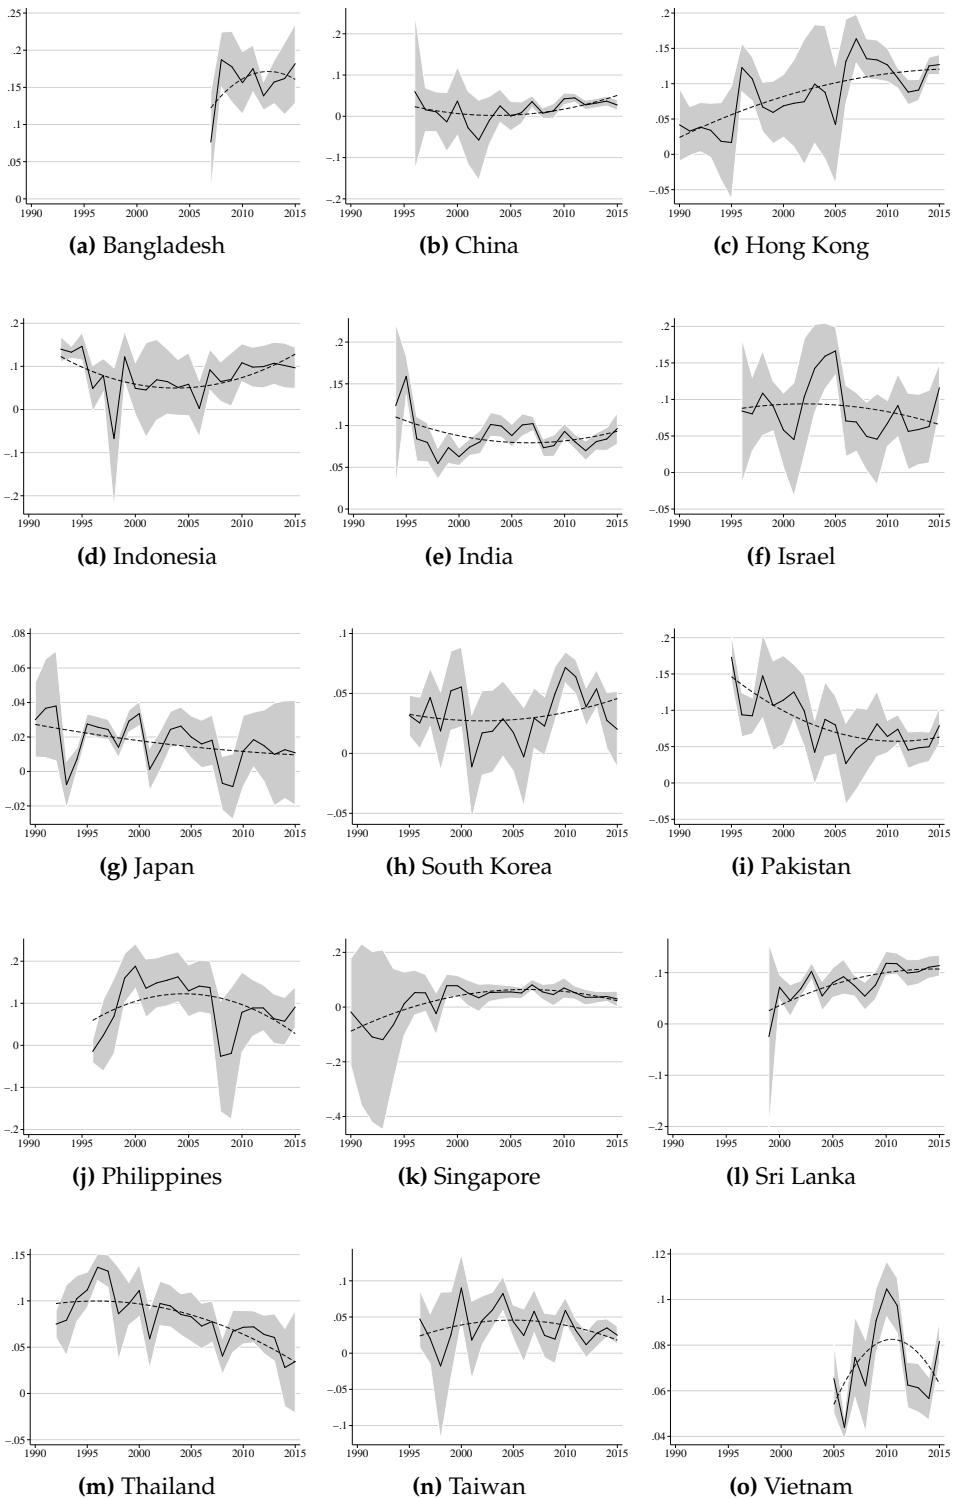 .25
.2
.15
.1
.05
0
1990 1995 2000 2005 2010 2015
(a) Bangladesh
.2
.1
0
−.1
−.2
1990 1995 2000 2005 2010 2015
(b) China
.2
.15
.1
.05
0
−.05
1990 1995 2000 2005 2010 2015
(c) Hong Kong
.2
.1
0
−.1
−.2
1990 1995 2000 2005 2010 2015
(d) Indonesia
.2
.15
.1
.05
0
1990 1995 2000 2005 2010 2015
(e) India
.2
.15
.1
.05
0
−.05
1990 1995 2000 2005 2010 2015
(f) Israel
.08
.06
.04
.02
0
−.02
1990 1995 2000 2005 2010 2015
(g) Japan
.1
.05
0
−.05
1990 1995 2000 2005 2010 2015
(h) South Korea
.2
.15
.1
.05
0
−.05
1990 1995 2000 2005 2010 2015
(i) Pakistan
.2
.1
0
−.1
−.2
1990 1995 2000 2005 2010 2015
(j) Philippines
.2
0
−.2
−.4
1990 1995 2000 2005 2010 2015
(k) Singapore
.1
0
−.1
−.2
1990 1995 2000 2005 2010 2015
(l) Sri Lanka
.15
.1
.05
0
−.05
1990 1995 2000 2005 2010 2015
(m) Thailand
.1
.05
0
−.05
−.1
1990 1995 2000 2005 2010 2015
(n) Taiwan
.12
.1
.08
.06
.04
1990 1995 2000 2005 2010 2015
(o) Vietnam